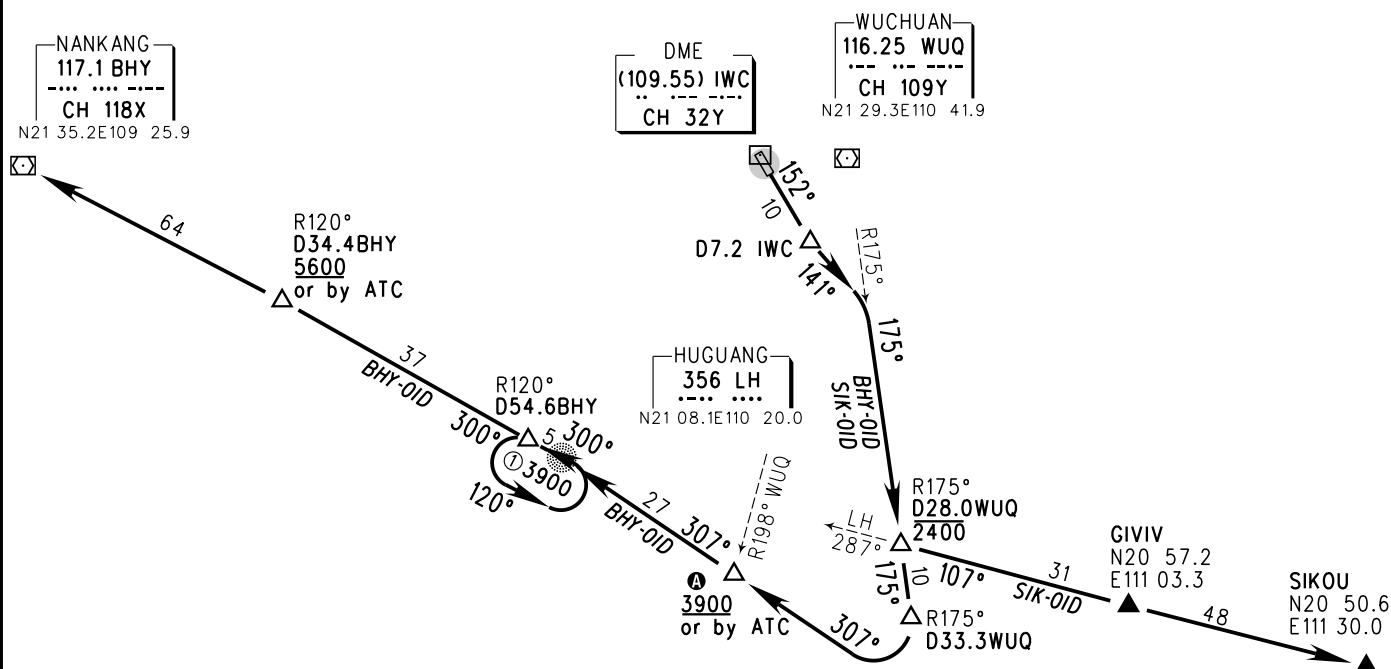 NANKANG
117.1 BHY
CH 118X
N21 35.2E109 25.9
DME
(109.55) IWC
CH 32Y
WUCHUAN
116.25 WUQ
CH 109Y
N21 29.3E110 41.9
152°
10
D7.2 IWC
141°
R175°
175°
BHY-OID
SIK-OID
64
R120°
D34.4BHY
5600
or by ATC
37
BHY-OID
300°
R120°
D54.6BHY
5
300°
① 3900
120°
HUGUANG
356 LH
N21 08.1E110 20.0
27
BHY-OID
307°
R198° WUQ
A
3900
or by ATC
307°
LH
287°
R175°
D28.0WUQ
2400
175°
10
R175°
D33.3WUQ
107°
31
SIK-OID
GIVIV
N20 57.2
E111 03.3
48
SIKOU
N20 50.6
E111 30.0